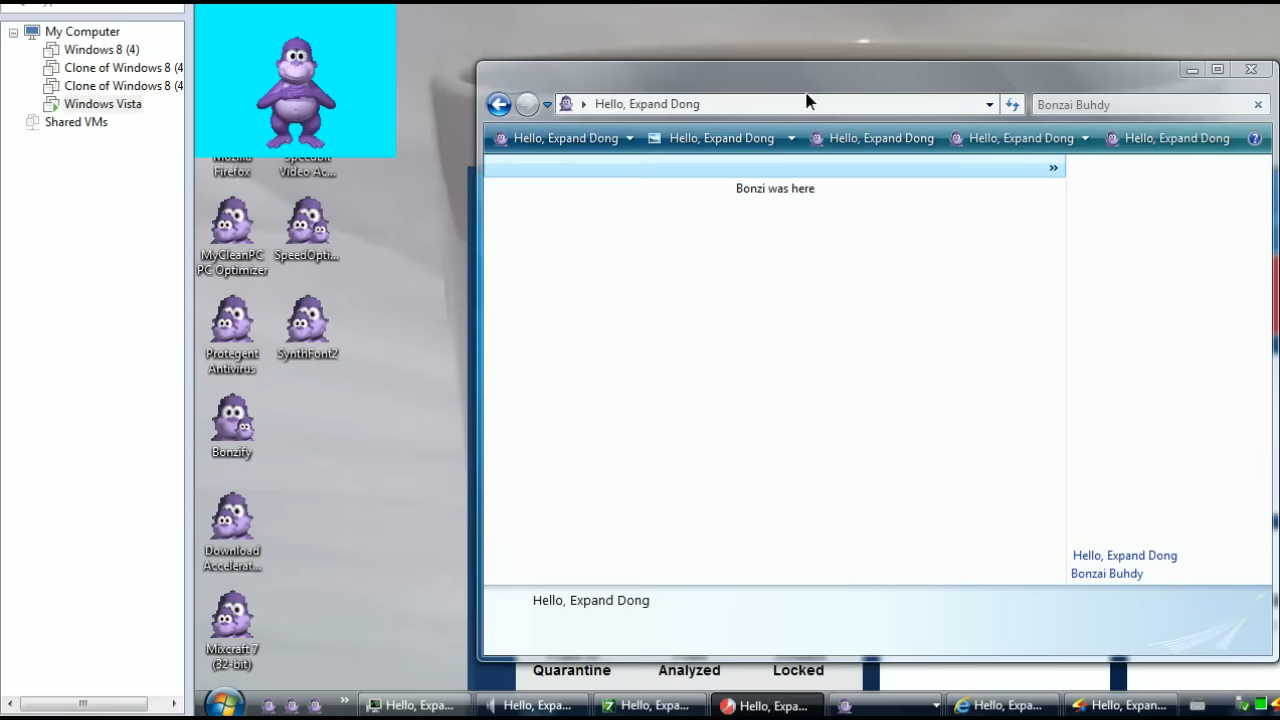 My Computer
Windows 8 (4)
Clone of Windows 8 (4
Clone of Windows 8 (4
Windows Vista
Shared VMs
Mozilla
Firefox
SpeedBit
Video Ac...
MyCleanPC
PC Optimizer
SpeedOpti...
Protegent
Antivirus
SynthFont2
Bonzify
Download
Accelerat...
Mixcraft 7
(32-bit)
Hello, Expand Dong
Bonzai Buhdy
Hello, Expand Dong
Hello, Expand Dong
Hello, Expand Dong
Hello, Expand Dong
Hello, Expand Dong
»
Bonzi was here
Hello, Expand Dong
Bonzai Buhdy
Hello, Expand Dong
Quarantine
Analyzed
Locked
»
Hello, Expa...
Hello, Expan...
Hello, Expa...
Hello, Expa...
Hello, Expa...
Hello, Expan...